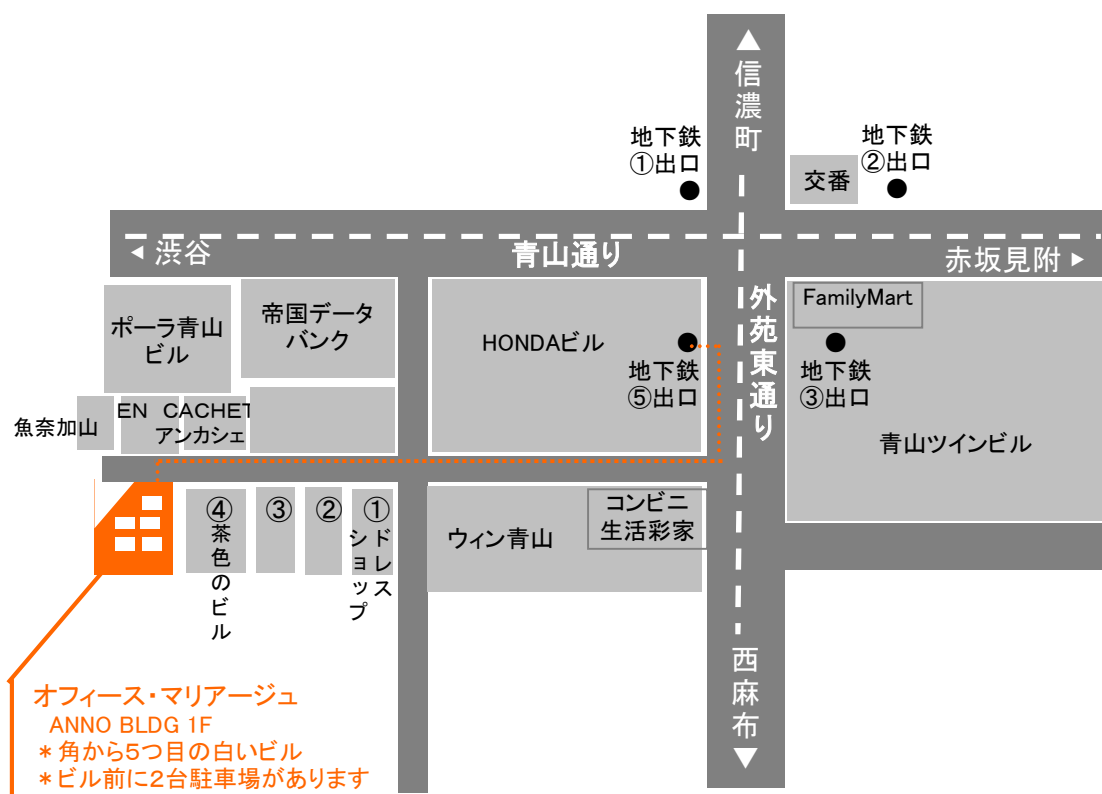 ▲信濃町
地下鉄
①出口
地下鉄
②出口
交番
◀ 渋谷
青山通り
赤坂見附 ▶
外苑東通り
ポーラ青山
ビル
帝国データ
バンク
HONDAビル
地下鉄
⑤出口
FamilyMart
地下鉄
③出口
青山ツインビル
魚奈加山
EN CACHET
アンカシェ
④
茶色のビル
③
②
①
ドレス
ショップ
ウィン青山
コンビニ
生活彩家
西麻布▼
オフィース・マリアージュ
ANNO BLDG 1F
＊角から5つ目の白いビル
＊ビル前に2台駐車場があります